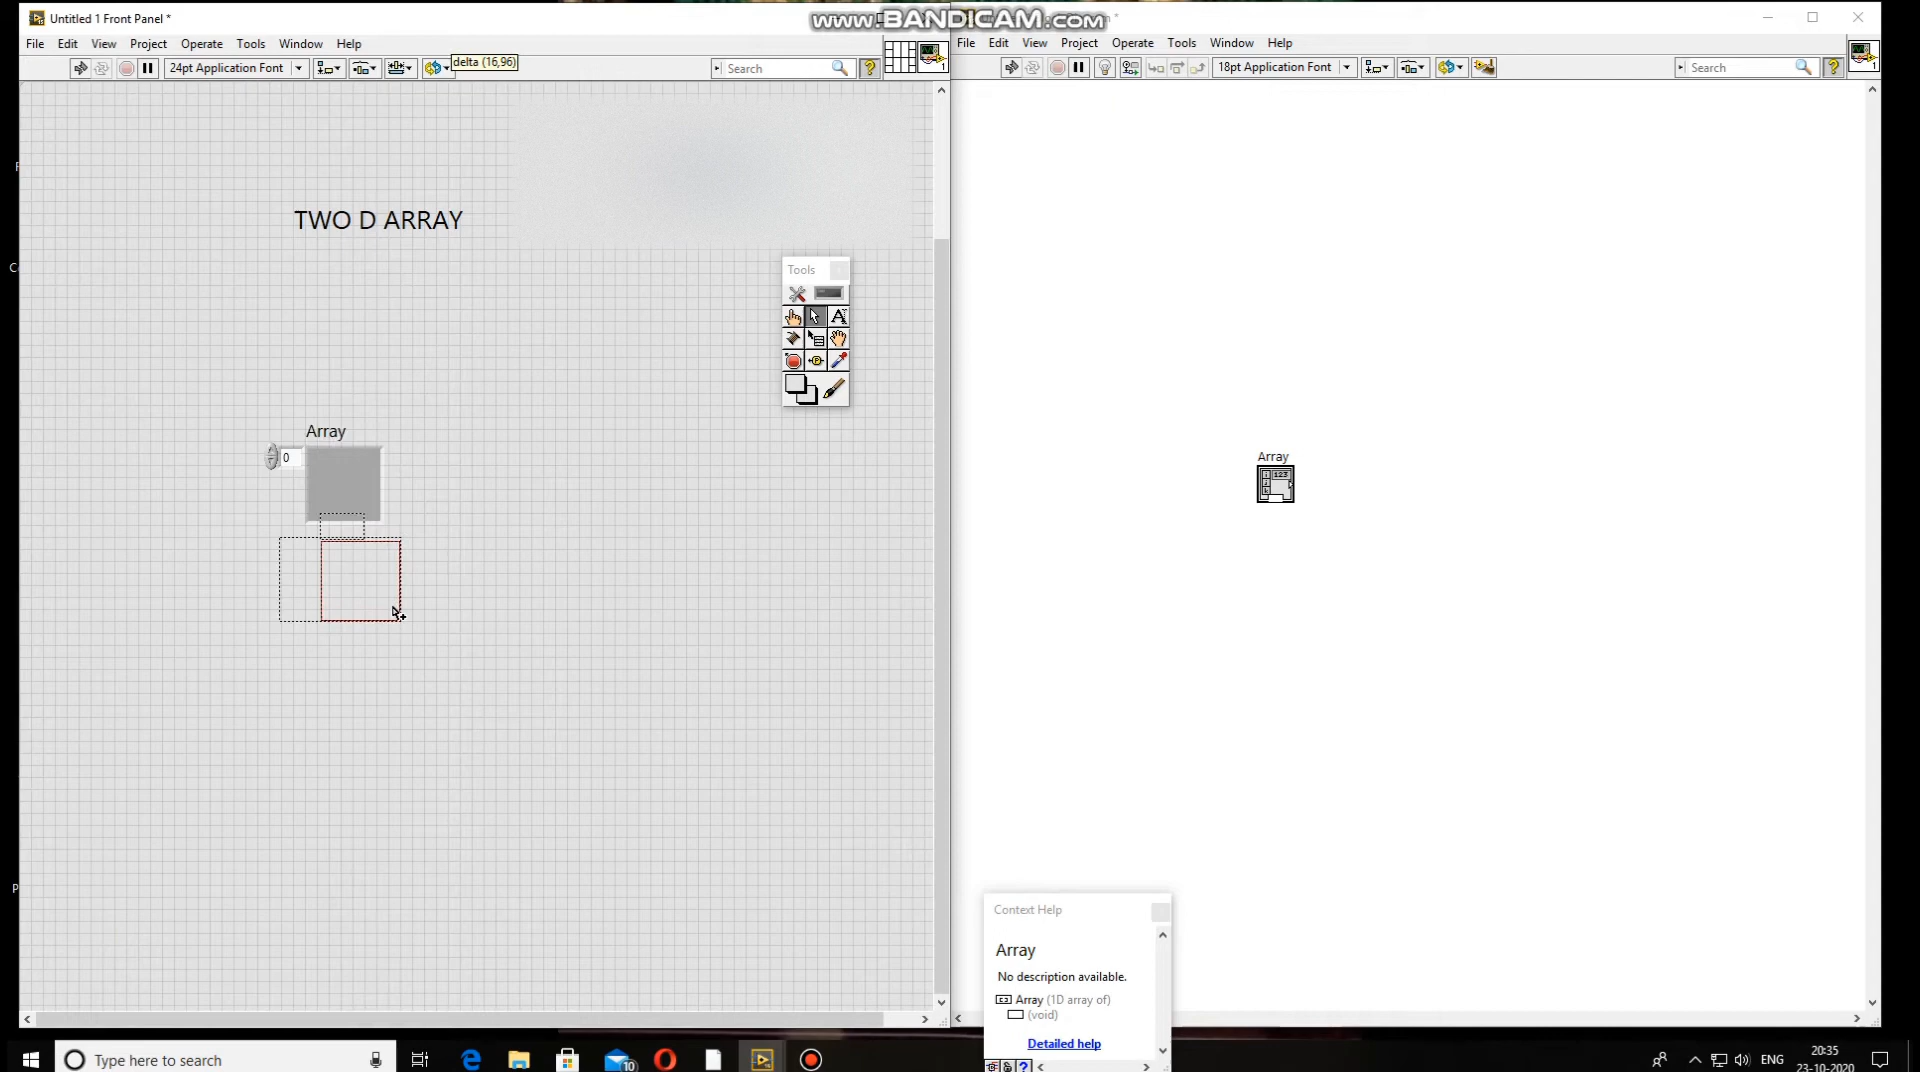 Untitled 1 Front Panel *
www.BANDICAM.com
File Edit View Project Operate Tools Window Help
File Edit View Project Operate Tools Window Help
24pt Application Font
delta (16,96)
Search
?
18pt Application Font
Search
?
TWO D ARRAY
Tools
Array
0
Array
123
Context Help
Array
No description available.
Array (1D array of)
(void)
Detailed help
Type here to search
10
ENG
20:35
23-10-2020